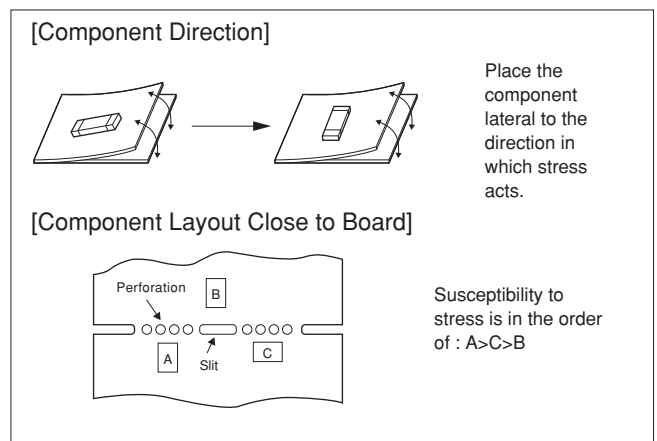 [Component Direction]
Place the
component
lateral to the
direction in
which stress
acts.
[Component Layout Close to Board]
Perforation
B
A
Slit
C
Susceptibility to
stress is in the order
of : A>C>B